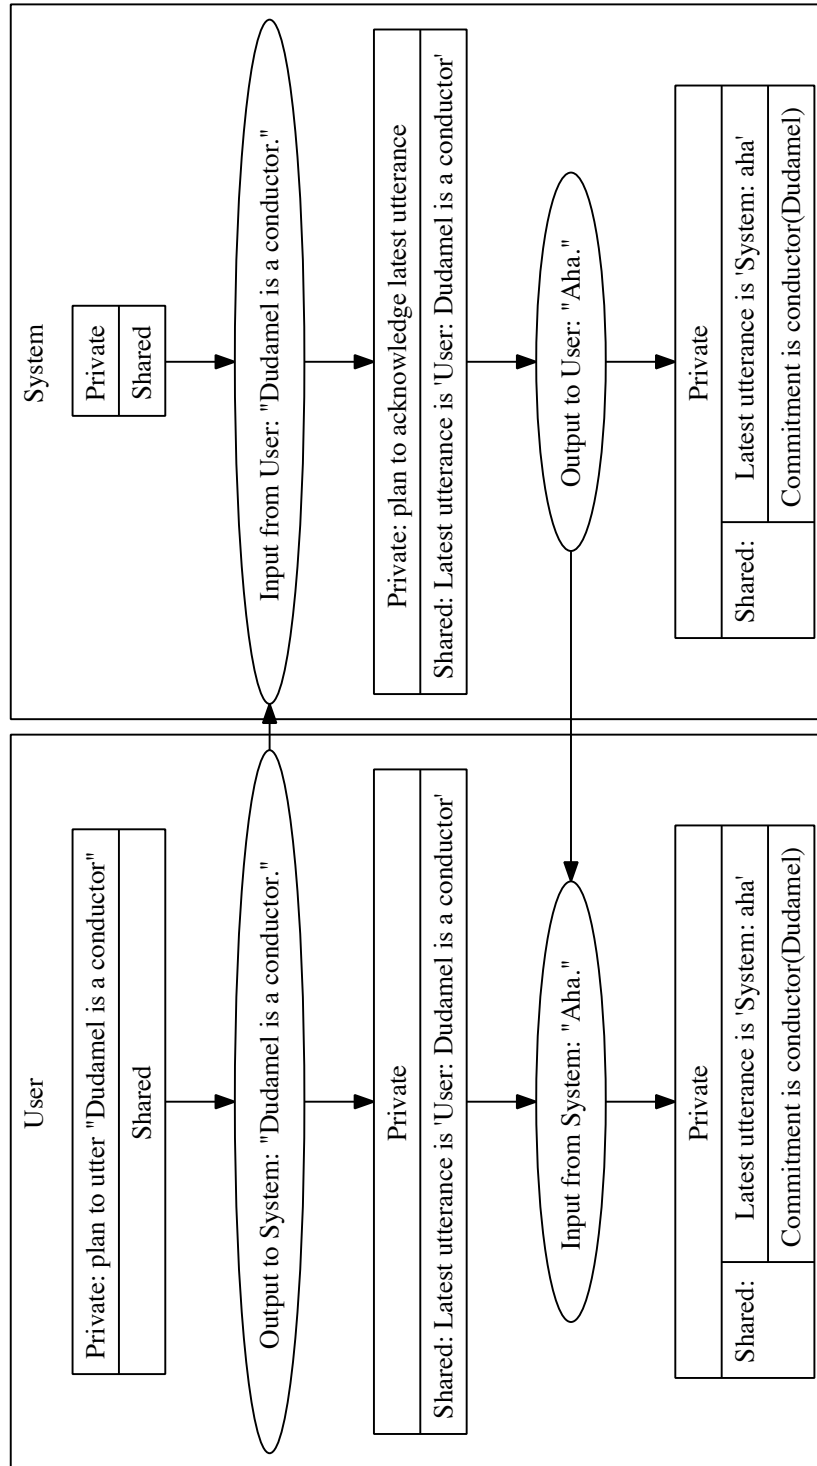 User
Private: plan to utter "Dudamel is a conductor"
Shared
Output to System: "Dudamel is a conductor."
Private
Shared: Latest utterance is 'User: Dudamel is a conductor'
Input from System: "Aha."
Private
Shared:
Latest utterance is 'System: aha'
Commitment is conductor(Dudamel)
System
Private
Shared
Input from User: "Dudamel is a conductor."
Private: plan to acknowledge latest utterance
Shared: Latest utterance is 'User: Dudamel is a conductor'
Output to User: "Aha."
Private
Shared:
Latest utterance is 'System: aha'
Commitment is conductor(Dudamel)